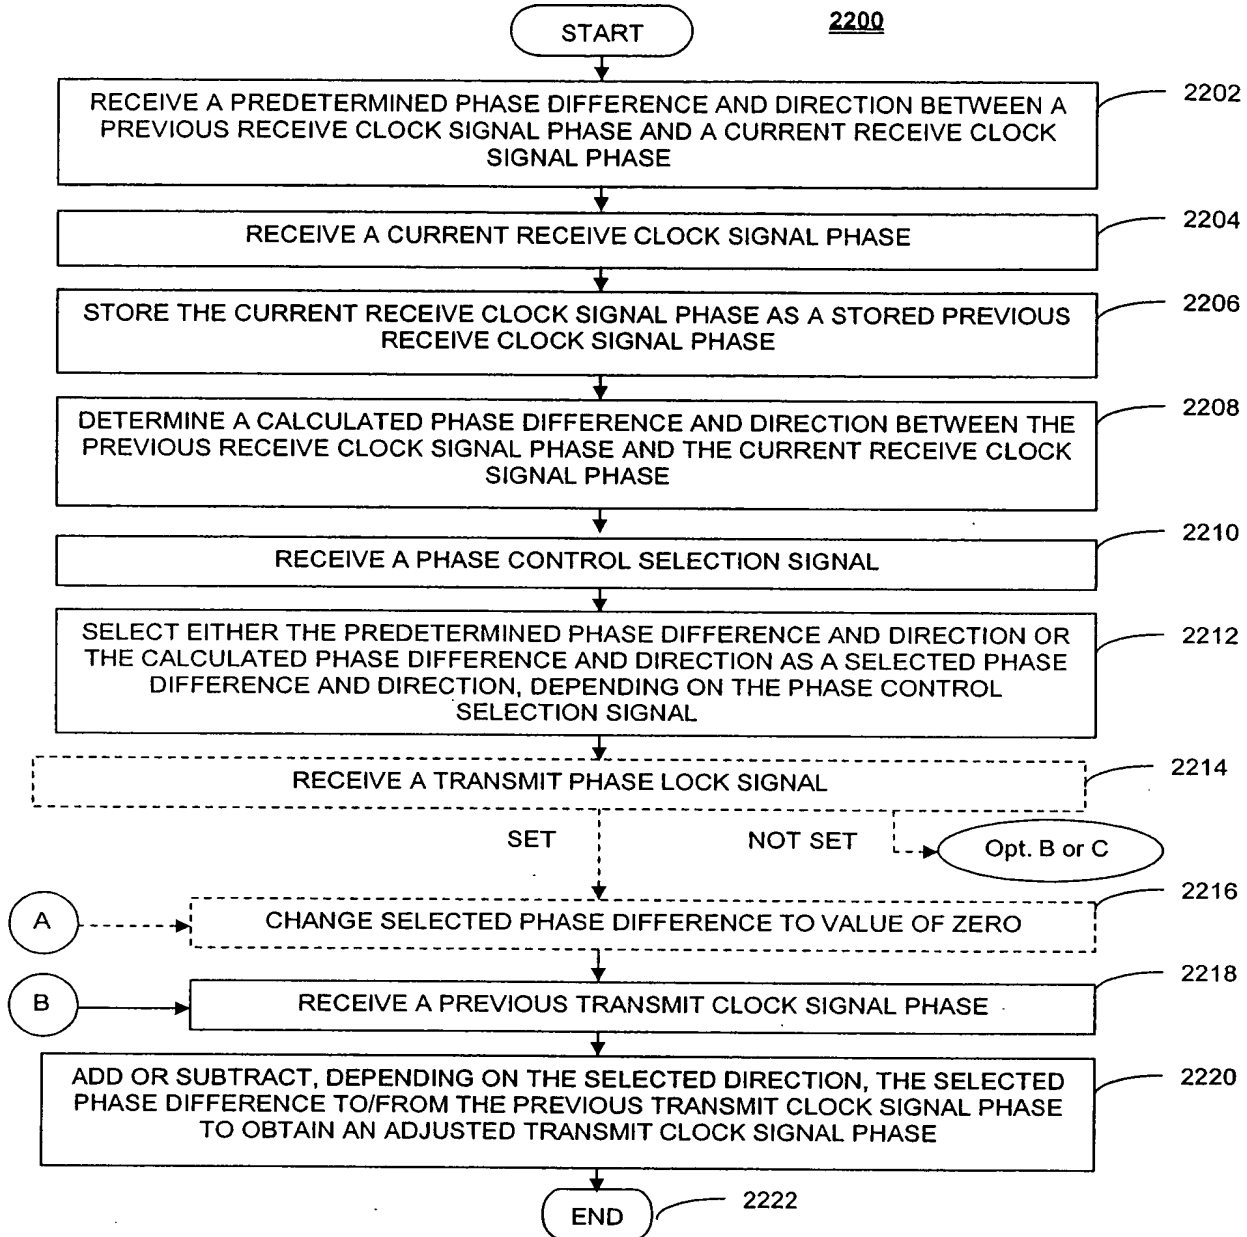 2200
START
RECEIVE A PREDETERMINED PHASE DIFFERENCE AND DIRECTION BETWEEN A
PREVIOUS RECEIVE CLOCK SIGNAL PHASE AND A CURRENT RECEIVE CLOCK
SIGNAL PHASE
2202
RECEIVE A CURRENT RECEIVE CLOCK SIGNAL PHASE
2204
STORE THE CURRENT RECEIVE CLOCK SIGNAL PHASE AS A STORED PREVIOUS
RECEIVE CLOCK SIGNAL PHASE
2206
DETERMINE A CALCULATED PHASE DIFFERENCE AND DIRECTION BETWEEN THE
PREVIOUS RECEIVE CLOCK SIGNAL PHASE AND THE CURRENT RECEIVE CLOCK
SIGNAL PHASE
2208
RECEIVE A PHASE CONTROL SELECTION SIGNAL
2210
SELECT EITHER THE PREDETERMINED PHASE DIFFERENCE AND DIRECTION OR
THE CALCULATED PHASE DIFFERENCE AND DIRECTION AS A SELECTED PHASE
DIFFERENCE AND DIRECTION, DEPENDING ON THE PHASE CONTROL
SELECTION SIGNAL
2212
RECEIVE A TRANSMIT PHASE LOCK SIGNAL
2214
SET
NOT SET
Opt. B or C
A
CHANGE SELECTED PHASE DIFFERENCE TO VALUE OF ZERO
2216
B
RECEIVE A PREVIOUS TRANSMIT CLOCK SIGNAL PHASE
2218
ADD OR SUBTRACT, DEPENDING ON THE SELECTED DIRECTION, THE SELECTED
PHASE DIFFERENCE TO/FROM THE PREVIOUS TRANSMIT CLOCK SIGNAL PHASE
TO OBTAIN AN ADJUSTED TRANSMIT CLOCK SIGNAL PHASE
2220
END
2222